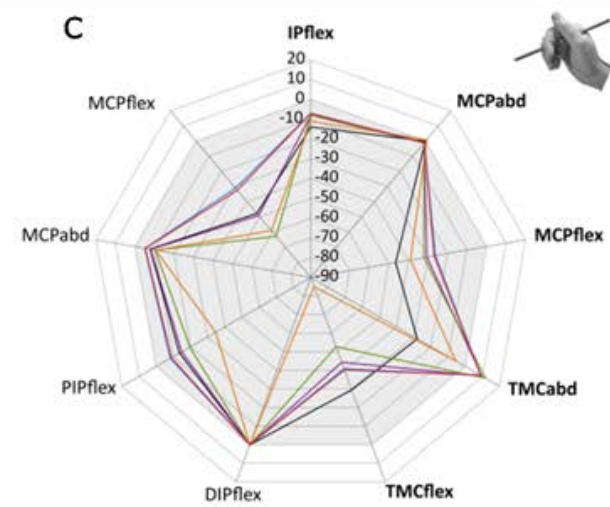 C
IPflex
20
10
0
-10
-20
-30
-40
-50
-60
-70
-80
-90
MCPabd
MCPflex
TMCabd
TMCflex
DIPflex
PIPflex
MCPabd
MCPflex